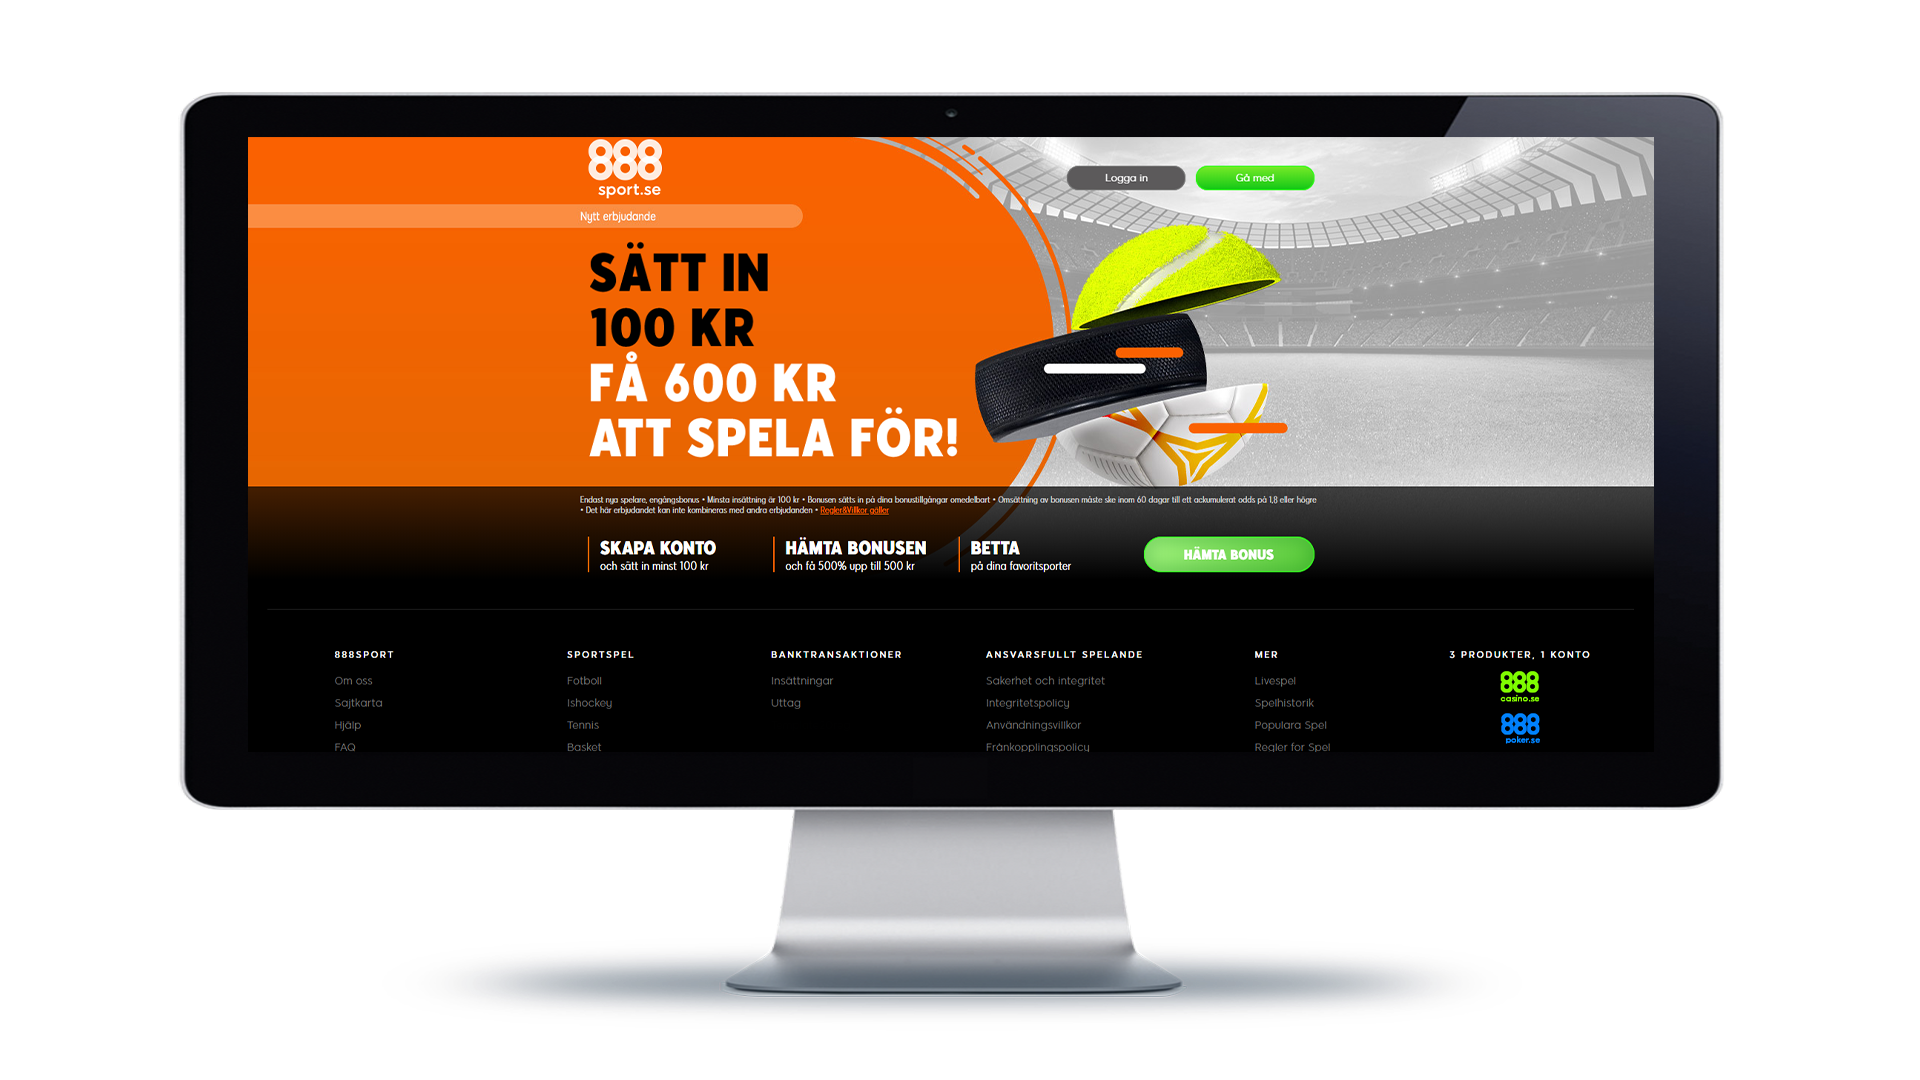 888
sport.se
Logga in
Gå med
Nytt erbjudande
SÄTT IN
100 KR
FÅ 600 KR
ATT SPELA FÖR!
Endast nya spelare, engångsbonus • Minsta insättning är 100 kr • Bonusen sätts in på dina bonustillgångar omedelbart • Omsättning av bonusen måste ske inom 60 dagar till ett ackumulerat odds på 1,8 eller högre
• Det här erbjudandet kan inte kombineras med andra erbjudanden • Regler&Villkor gäller
SKAPA KONTO
och sätt in minst 100 kr
HÄMTA BONUSEN
och få 500% upp till 500 kr
BETTA
på dina favoritsporter
HÄMTA BONUS
888SPORT
Om oss
Sajtkarta
Hjälp
FAQ
SPORTSPEL
Fotboll
Ishockey
Tennis
Basket
BANKTRANSAKTIONER
Insättningar
Uttag
ANSVARSFULLT SPELANDE
Sakerhet och integritet
Integritetspolicy
Användningsvillkor
Frånkopplingspolicy
MER
Livespel
Spelhistorik
Populara Spel
Regler for Spel
3 PRODUKTER, 1 KONTO
888
casino.se
888
poker.se